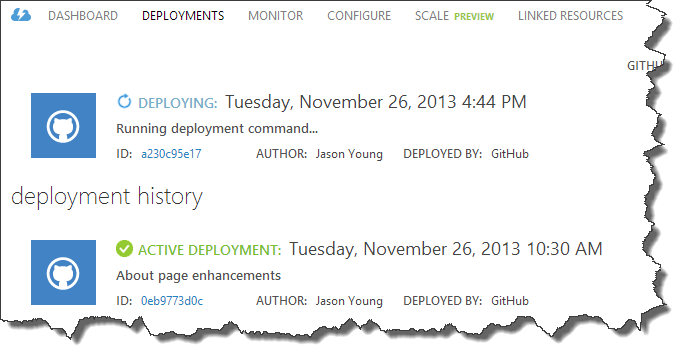 DASHBOARD DEPLOYMENTS MONITOR CONFIGURE SCALE PREVIEW LINKED RESOURCES
GITHU
DEPLOYING: Tuesday, November 26, 2013 4:44 PM
Running deployment command...
ID: a230c95e17 AUTHOR: Jason Young DEPLOYED BY: GitHub
deployment history
ACTIVE DEPLOYMENT: Tuesday, November 26, 2013 10:30 AM
About page enhancements
ID: 0eb9773d0c AUTHOR: Jason Young DEPLOYED BY: GitHub